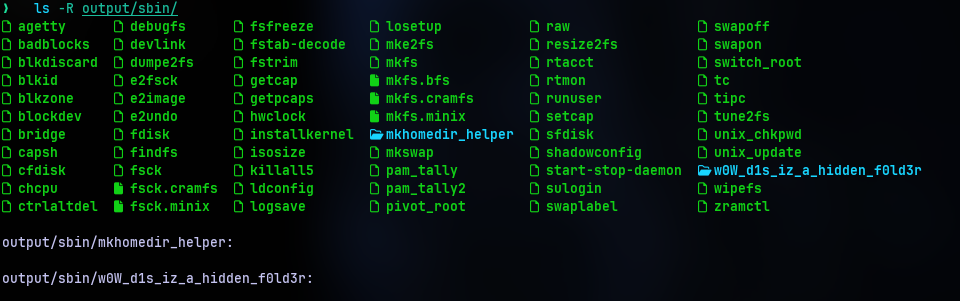 ❯ ls -R output/sbin/
agetty debugfs fsfreeze losetup raw swapoff
badblocks devlink fstab-decode mke2fs resize2fs swapon
blkdiscard dumpe2fs fstrim mkfs rtacct switch_root
blkid e2fsck getcap mkfs.bfs rtmon tc
blkzone e2image getpcaps mkfs.cramfs runuser tipc
blockdev e2undo hwclock mkfs.minix setcap tune2fs
bridge fdisk installkernel mkhomedir_helper sfdisk unix_chkpwd
capsh findfs isosize mkswap shadowconfig unix_update
cfdisk fsck killall5 pam_tally start-stop-daemon w0W_d1s_iz_a_hidden_f0ld3r
chcpu fsck.cramfs ldconfig pam_tally2 sulogin wipefs
ctrlaltdel fsck.minix logsave pivot_root swaplabel zramctl
output/sbin/mkhomedir_helper:
output/sbin/w0W_d1s_iz_a_hidden_f0ld3r: